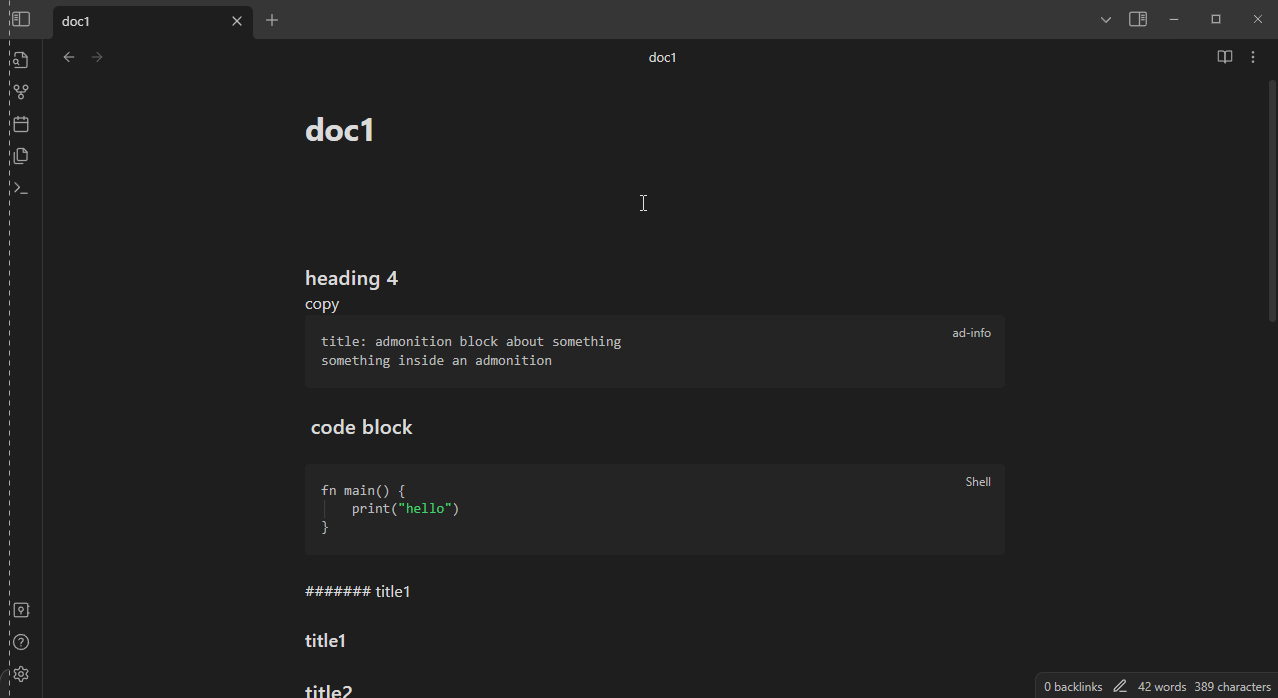 doc1
doc1
doc1
heading 4
copy
ad-info
title: admonition block about something
something inside an admonition
code block
Shell
fn main() {
print("hello")
}
####### title1
title1
title2
0 backlinks 42 words 389 characters